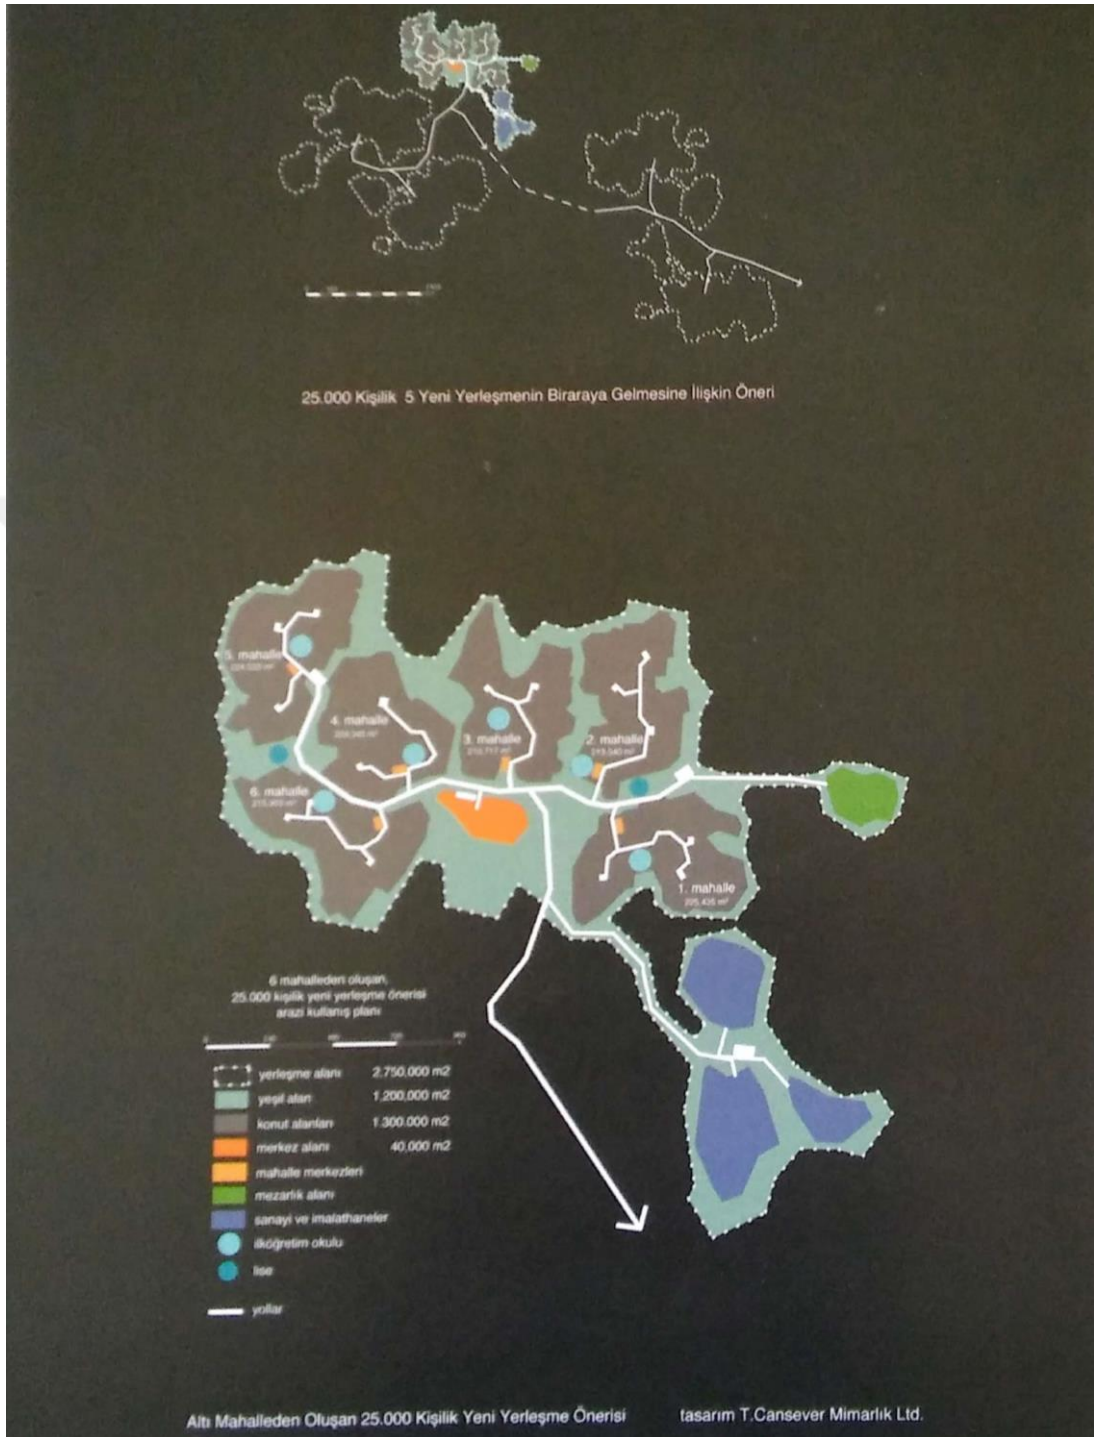 25.000 Kişilik 5 Yeni Yerleşmenin Biraraya Gelmesine İlişkin Öneri
5. mahalle
4. mahalle
3. mahalle
2. mahalle
6. mahalle
1. mahalle
205.426 m²
6 mahalleden oluşan,
25.000 kişilik yeni yerleşme önerisi
arazi kullanış planı
yerleşme alanı 2.750.000 m2
yeşil alan 1.200.000 m2
konut alanları 1.300.000 m2
merkez alanı 40.000 m2
mahalle merkezleri
mezarlık alanı
sanayi ve imalathaneler
ilköğretim okulu
lise
yollar
Altı Mahalleden Oluşan 25.000 Kişilik Yeni Yerleşme Önerisi tasarım T.Cansever Mimarlık Ltd.